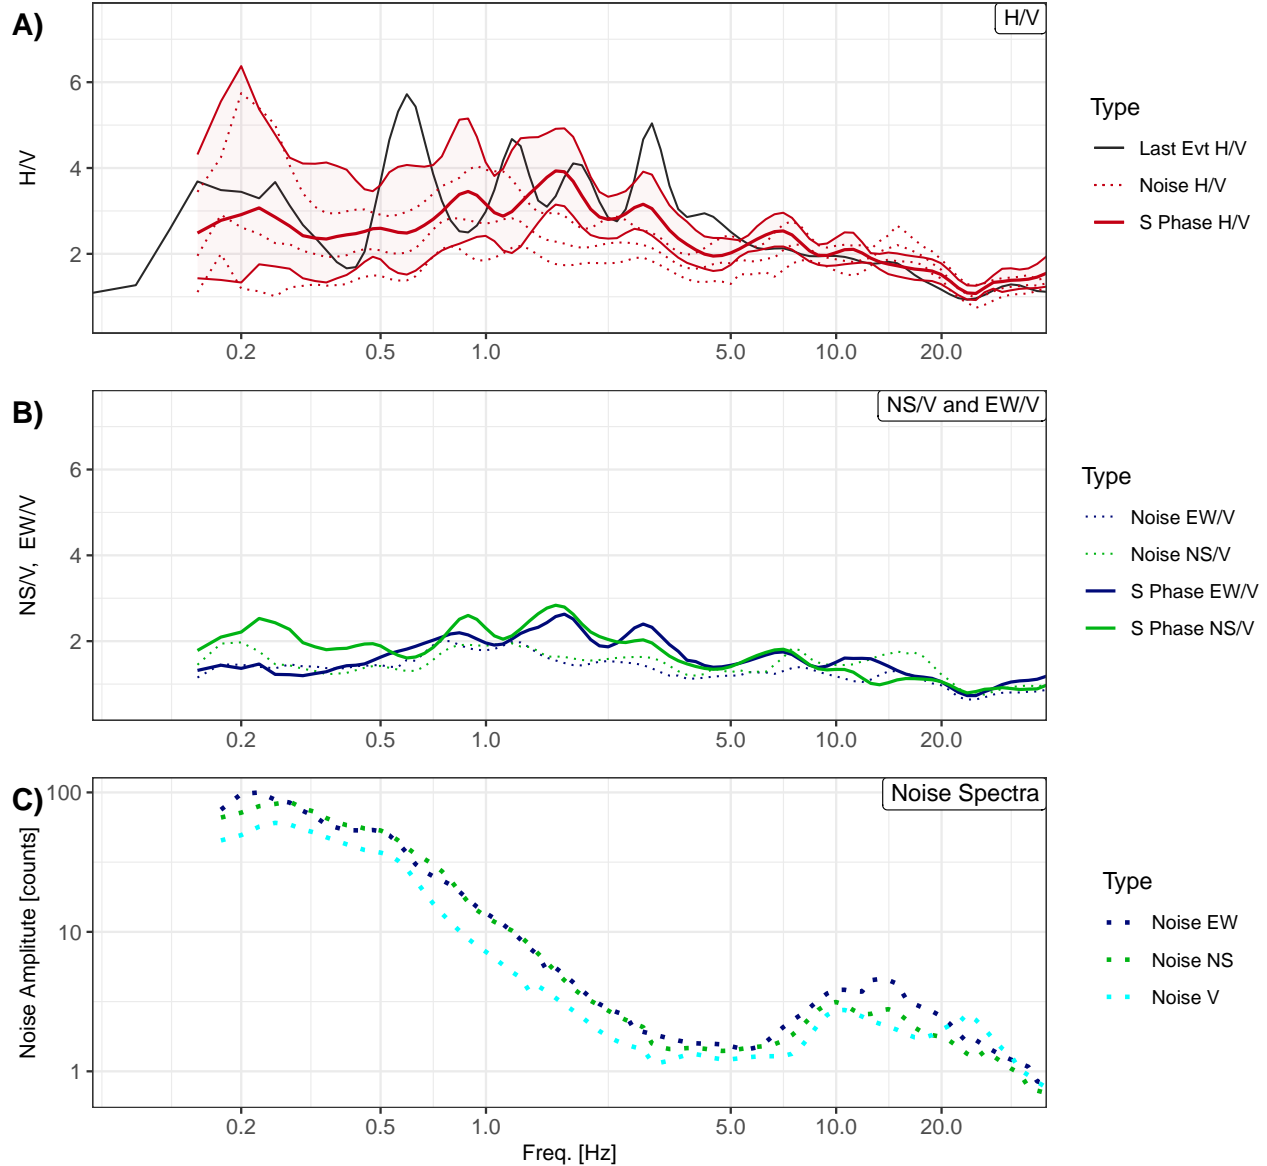 A)
H/V
H/V
6
4
2
0.2 0.5 1.0 5.0 10.0 20.0
Type
Last Evt H/V
Noise H/V
S Phase H/V
B)
NS/V and EW/V
NS/V,  EW/V
6
4
2
0.2 0.5 1.0 5.0 10.0 20.0
Type
Noise EW/V
Noise NS/V
S Phase EW/V
S Phase NS/V
C)
Noise Spectra
Noise Amplitute [counts]
100
10
1
0.2 0.5 1.0 5.0 10.0 20.0
Freq. [Hz]
Type
Noise EW
Noise NS
Noise V